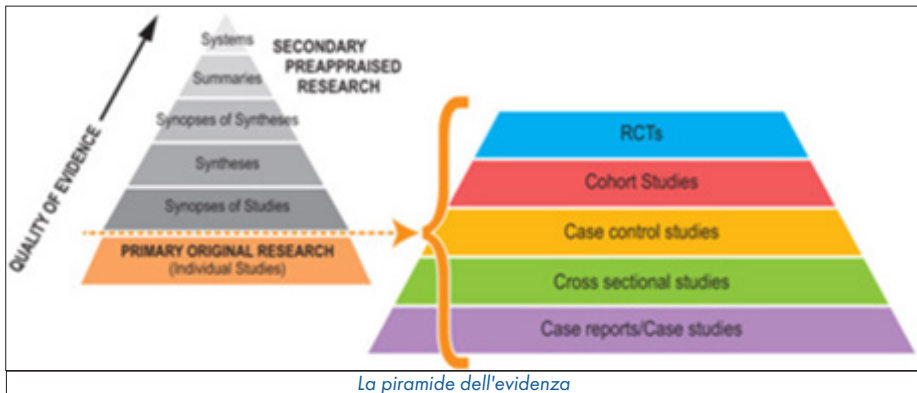 QUALITY OF EVIDENCE
Systems
SECONDARY
PREAPPRAISED
RESEARCH
Summaries
Synopses of Syntheses
Syntheses
Synopses of Studies
PRIMARY ORIGINAL RESEARCH
(Individual Studies)
RCTs
Cohort Studies
Case control studies
Cross sectional studies
Case reports/Case studies
La piramide dell'evidenza